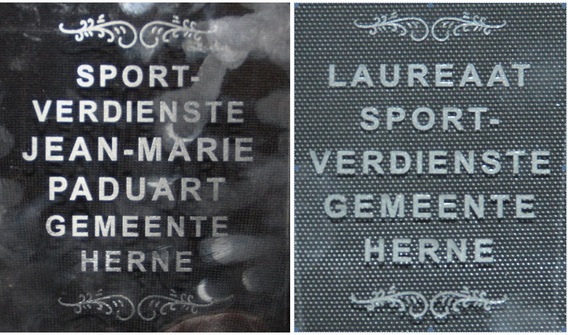 SPORT-
VERDIENSTE
JEAN-MARIE
PADUART
GEMEENTE
HERNE
LAUREAAT
SPORT-
VERDIENSTE
GEMEENTE
HERNE